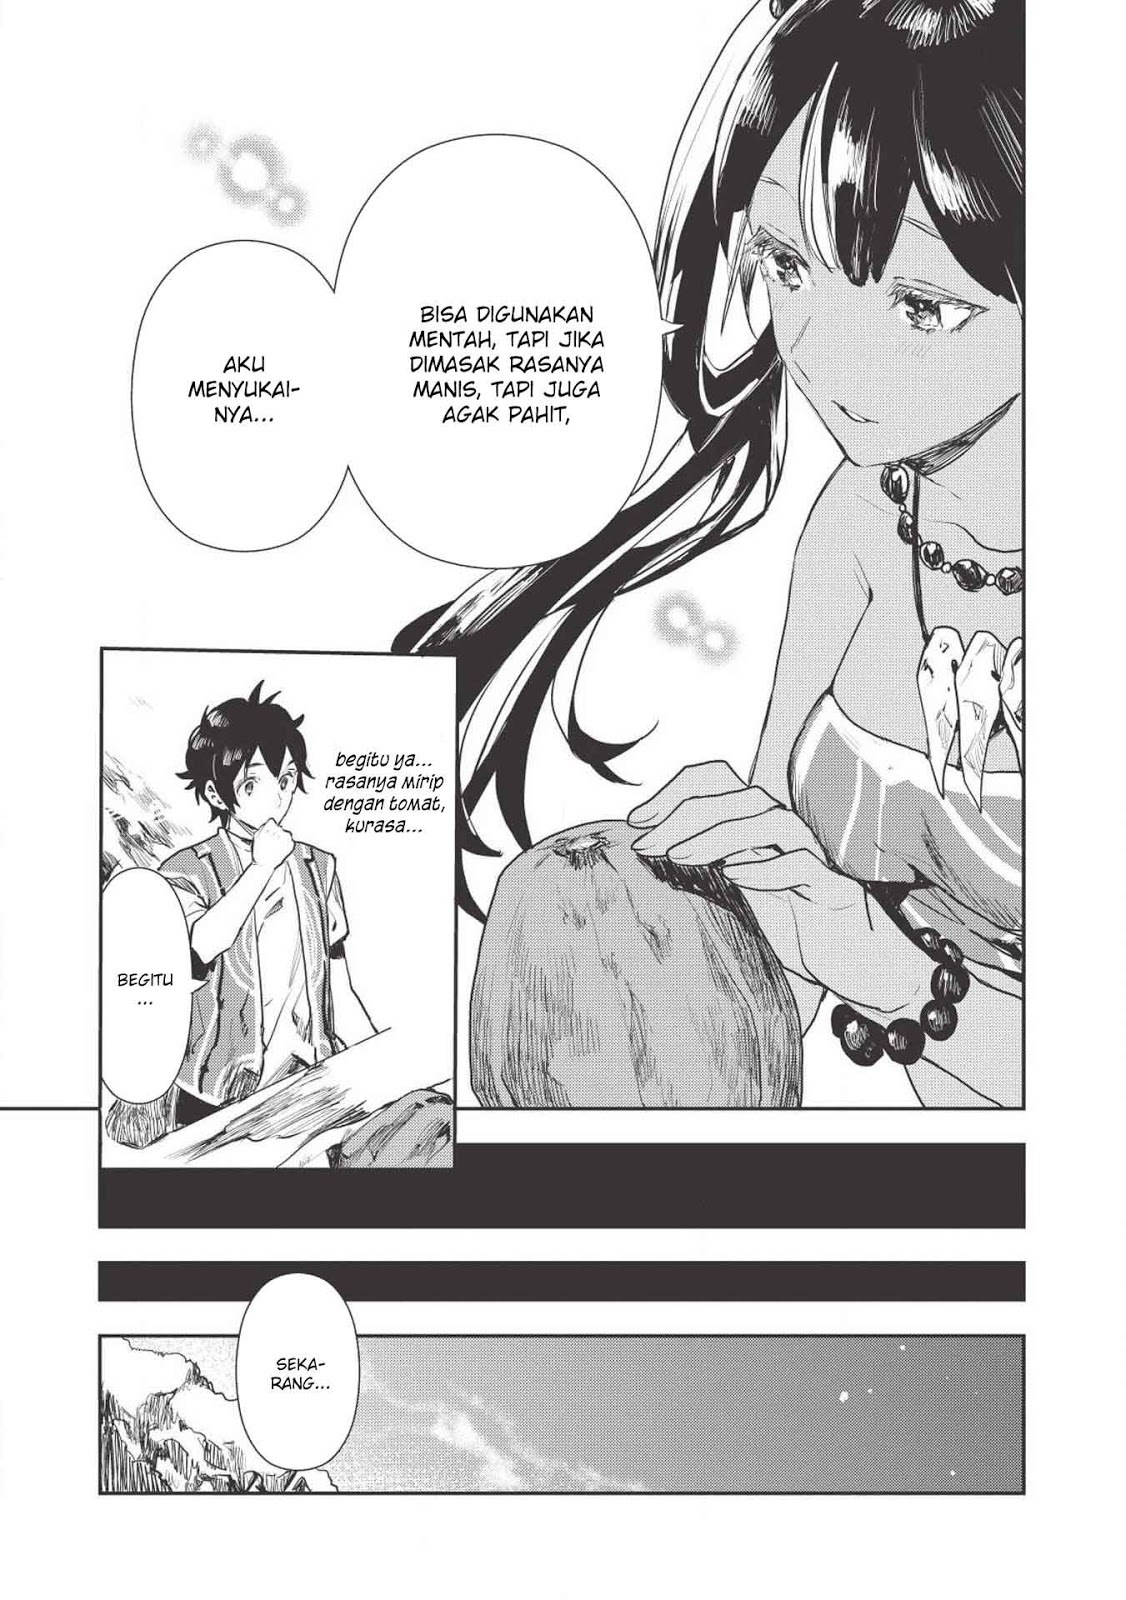 BISA DIGUNAKAN
MENTAH, TAPI JIKA
DIMASAK RASANYA
MANIS, TAPI JUGA
AGAK PAHIT,
AKU
MENYUKAI-
NYA...
begitu ya...
rasanya mirip
dengan tomat,
kurasa...
BEGITU
...
SEKA-
RANG...